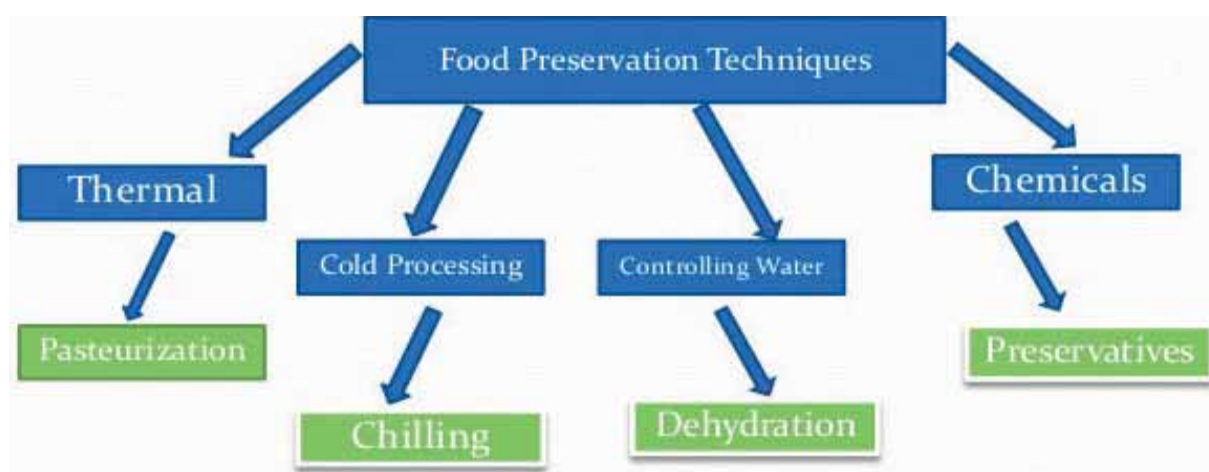 Food Preservation Techniques
Thermal
Chemicals
Cold Processing
Controlling Water
Pasteurization
Preservatives
Chilling
Dehydration